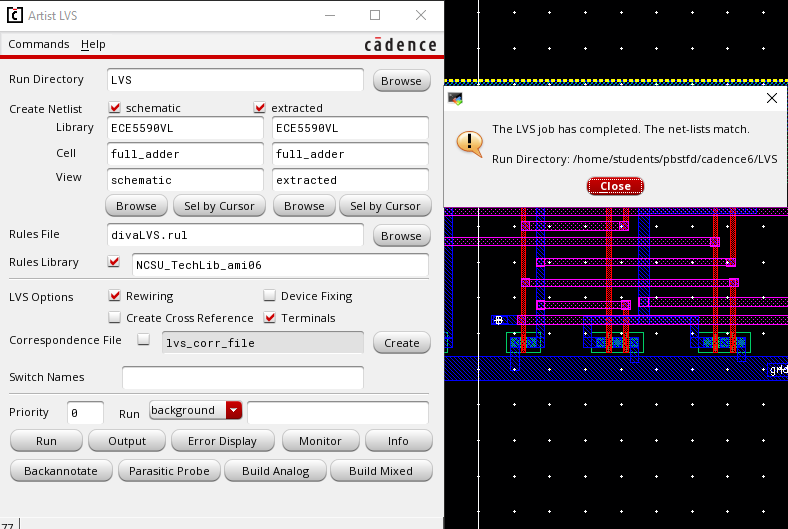 Artist LVS
Commands Help
cādence
Run Directory LVS Browse
Create Netlist schematic extracted
Library ECE5590VL ECE5590VL
Cell full_adder full_adder
View schematic extracted
Browse Sel by Cursor Browse Sel by Cursor
Rules File divaLVS.rul Browse
Rules Library NCSU_TechLib_ami06
LVS Options Rewiring Device Fixing
Create Cross Reference Terminals
Correspondence File lvs_corr_file Create
Switch Names
Priority 0 Run background
Run Output Error Display Monitor Info
Backannotate Parasitic Probe Build Analog Build Mixed
77
The LVS job has completed. The net-lists match.
Run Directory: /home/students/pbstfd/cadence6/LVS
Close
B
gnd